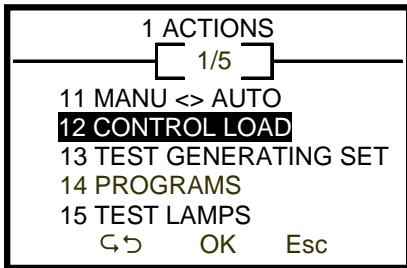 1 ACTIONS
1/5
11 MANU <> AUTO
12 CONTROL LOAD
13 TEST GENERATING SET
14 PROGRAMS
15 TEST LAMPS
OK Esc